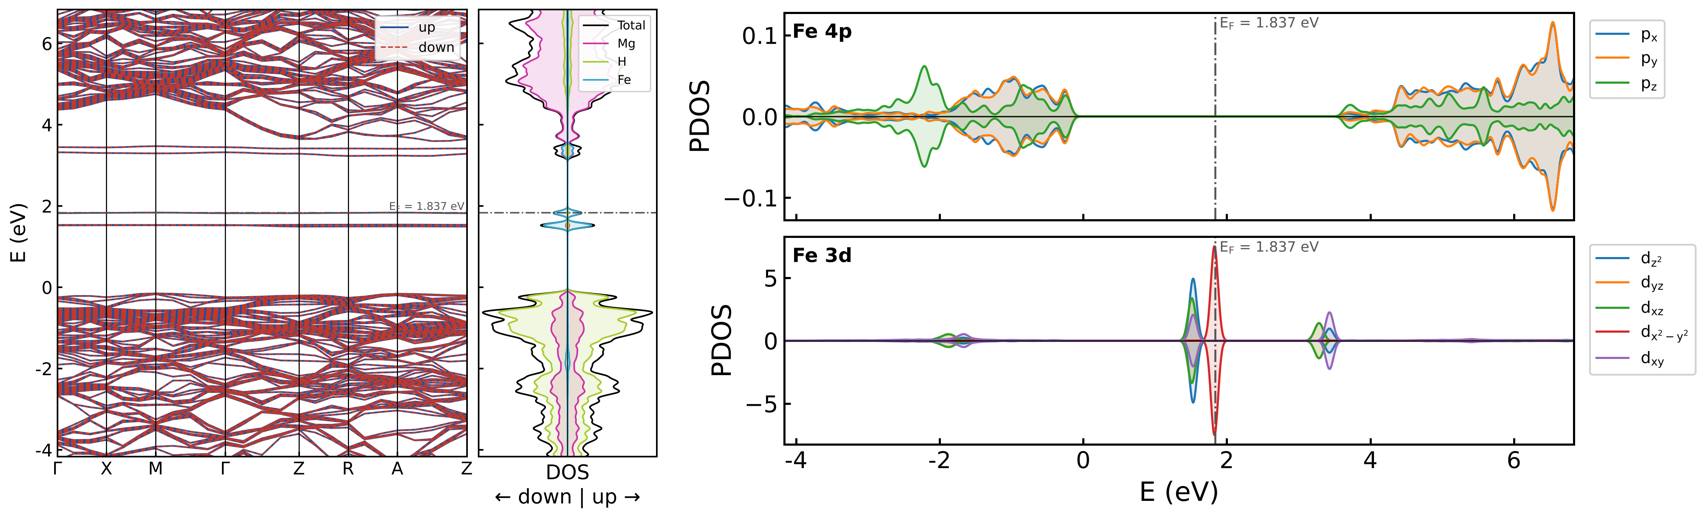 E (eV)
6
4
2
0
-2
-4
up
down
E_F = 1.837 eV
Γ X M Γ Z R A Z
Total
Mg
H
Fe
DOS
← down | up →
Fe 4p
E_F = 1.837 eV
PDOS
0.1
0.0
−0.1
p_x
p_y
p_z
Fe 3d
E_F = 1.837 eV
PDOS
5
0
−5
-4 -2 0 2 4 6
E (eV)
d_z²
d_yz
d_xz
d_x²−y²
d_xy